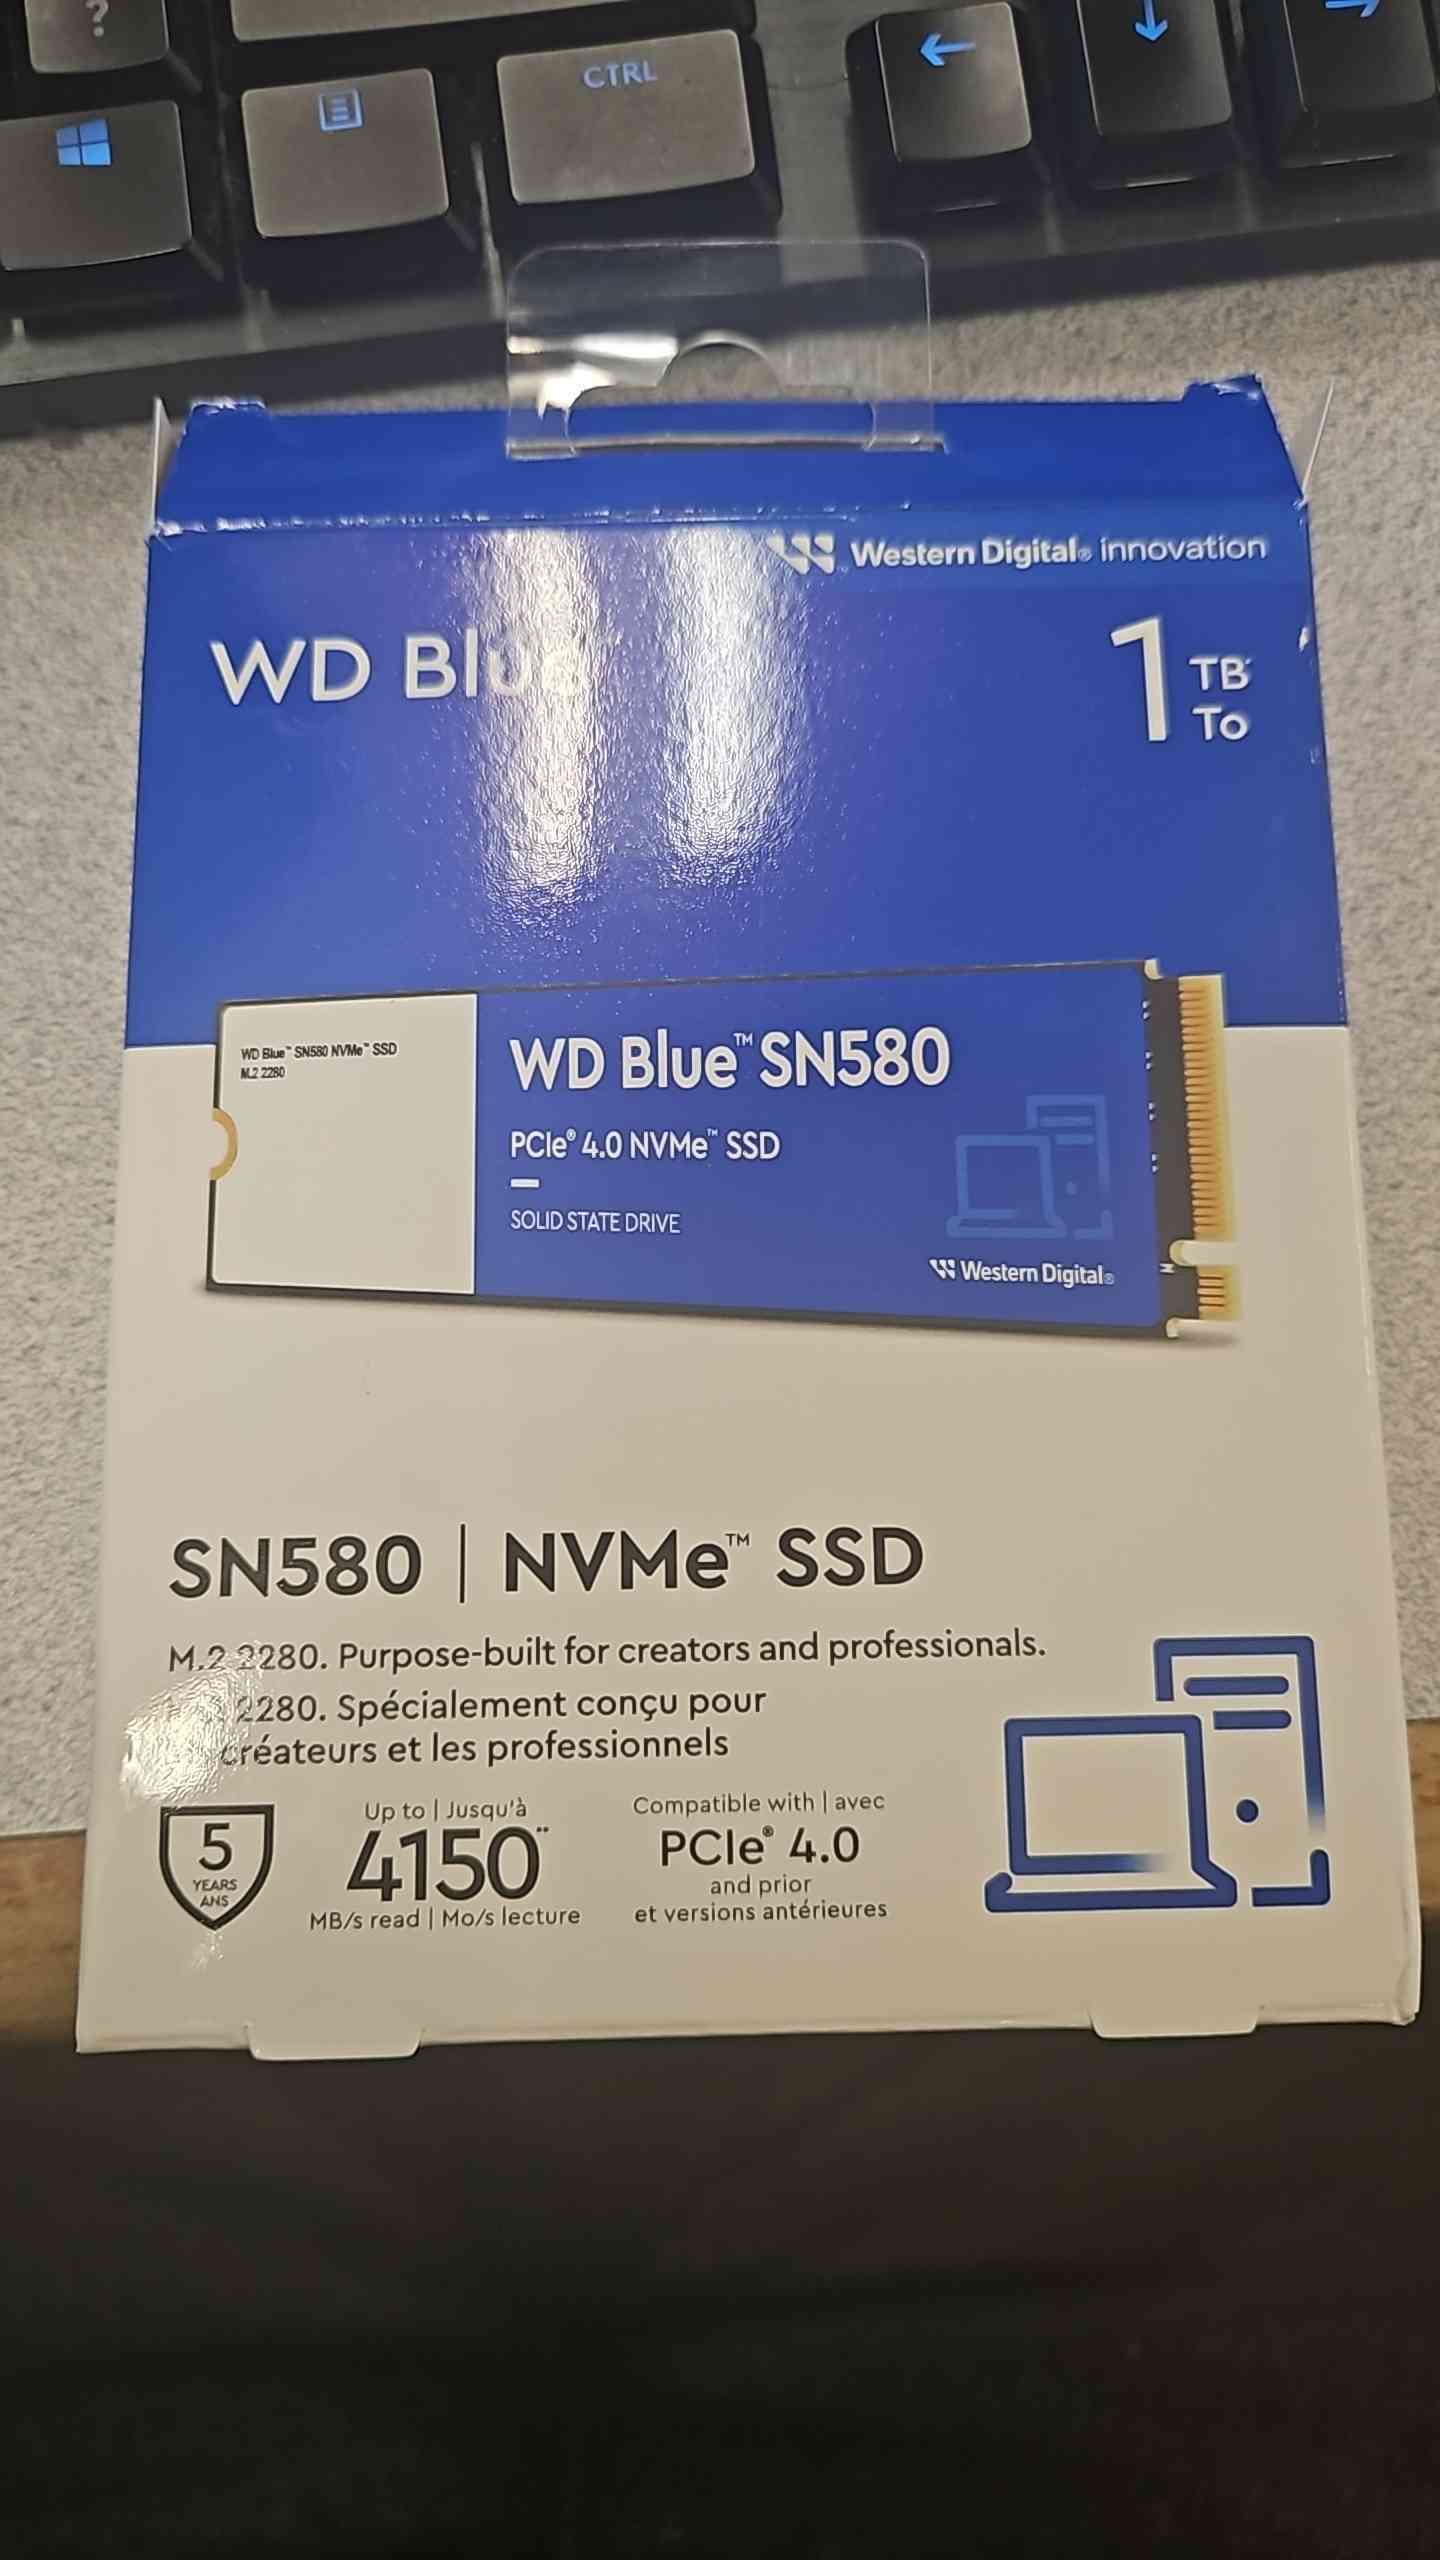 ?
CTRL
Western Digital® innovation
WD Blue
1 TB*
To
WD Blue™ SN580 NVMe™ SSD
M.2 2280
WD Blue™ SN580
PCIe® 4.0 NVMe™ SSD
SOLID STATE DRIVE
Western Digital®
SN580 | NVMe™ SSD
M.2 2280. Purpose-built for creators and professionals.
2280. Spécialement conçu pour
créateurs et les professionnels
5
YEARS
ANS
Up to | Jusqu'à
4150**
MB/s read | Mo/s lecture
Compatible with | avec
PCIe® 4.0
and prior
et versions antérieures